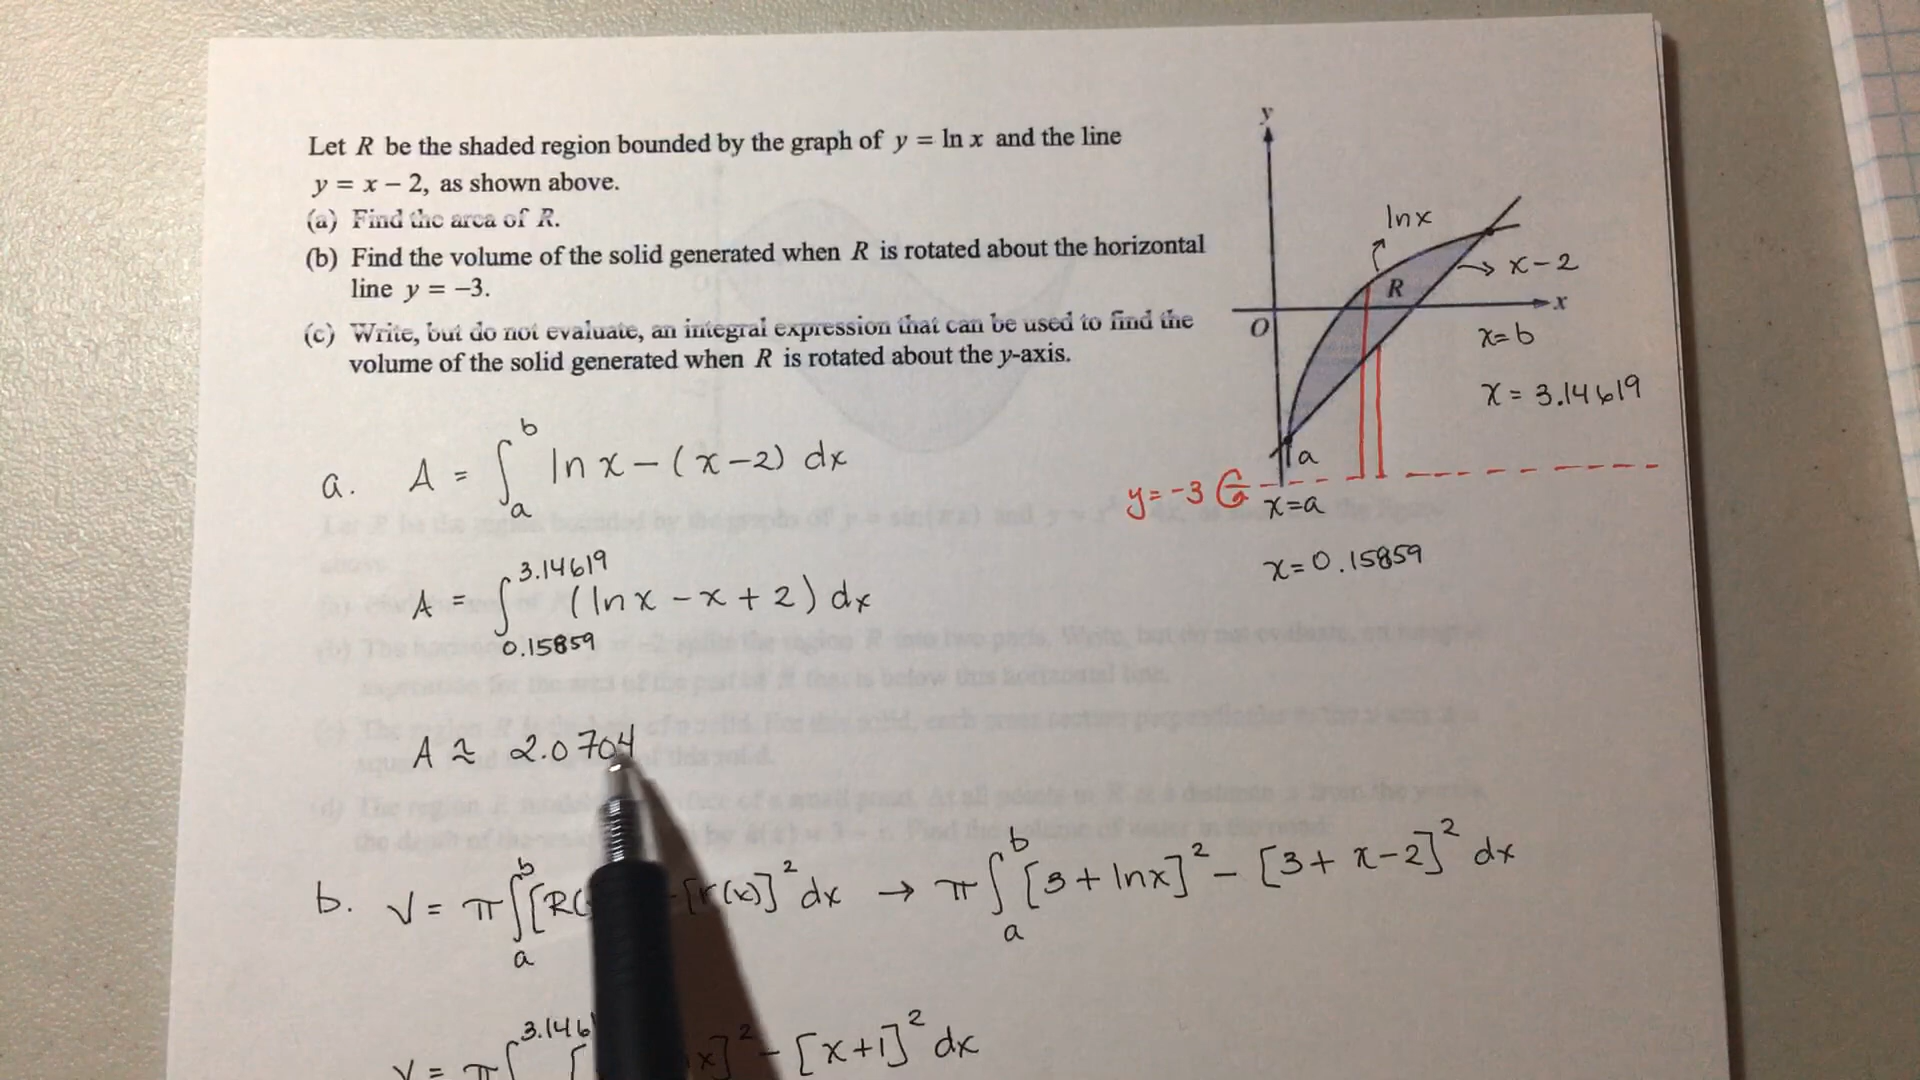 Let R be the shaded region bounded by the graph of y = ln x and the line
y = x − 2, as shown above.
(a) Find the area of R.
(b) Find the volume of the solid generated when R is rotated about the horizontal
line y = −3.
(c) Write, but do not evaluate, an integral expression that can be used to find the
volume of the solid generated when R is rotated about the y-axis.
y
ln x
x − 2
R
x
O
x = b
x = 3.14619
a
y = -3
x = a
x = 0.15859
a. A = ∫_a^b ln x − (x − 2) dx
A = ∫_0.15859^3.14619 (ln x − x + 2) dx
A ≈ 2.0704
b. V = π ∫_a^b [R( [r(x)]² dx → π ∫_a^b [3 + ln x]² − [3 + x − 2]² dx
V = π ∫^3.146 [ x]² − [x + 1]² dx